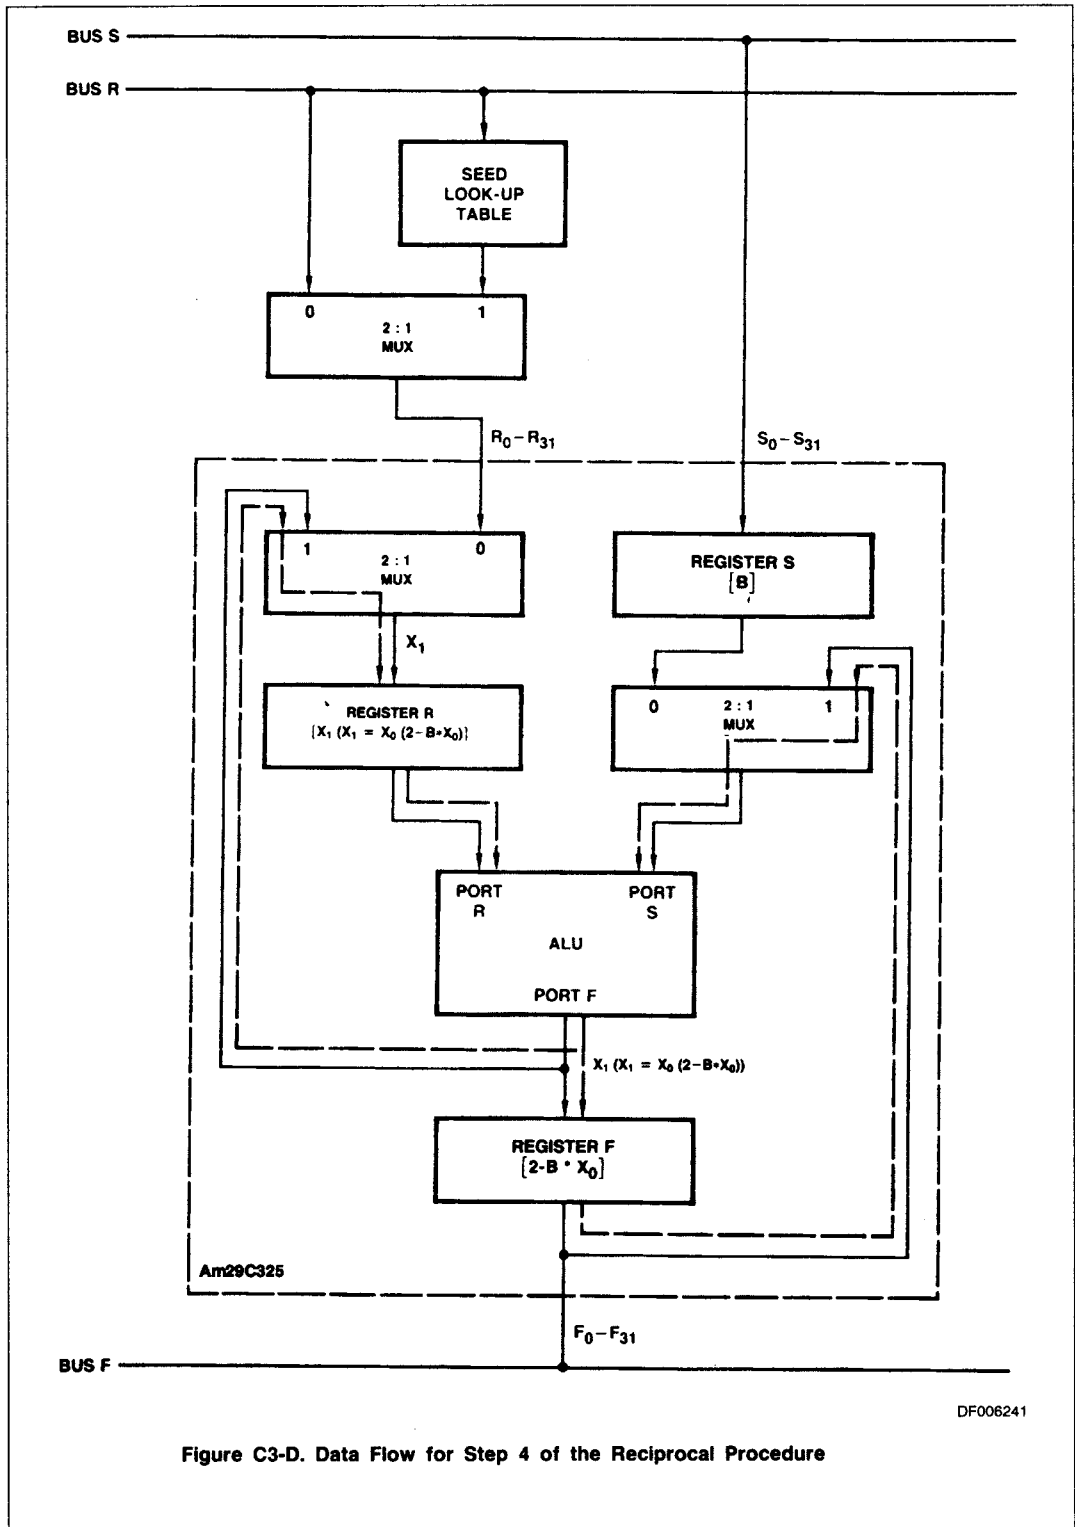 BUS S
BUS R
SEED
LOOK-UP
TABLE
0 1
2 : 1
MUX
R0–R31
S0–S31
1 0
2 : 1
MUX
REGISTER S
[B]
X1
0 1
2 : 1
MUX
REGISTER R
[X1 (X1 = X0 (2-B*X0)]
PORT
R
PORT
S
ALU
PORT F
X1 (X1 = X0 (2-B*X0))
REGISTER F
[2-B * X0]
Am29C325
F0–F31
BUS F
DF006241
Figure C3-D. Data Flow for Step 4 of the Reciprocal Procedure